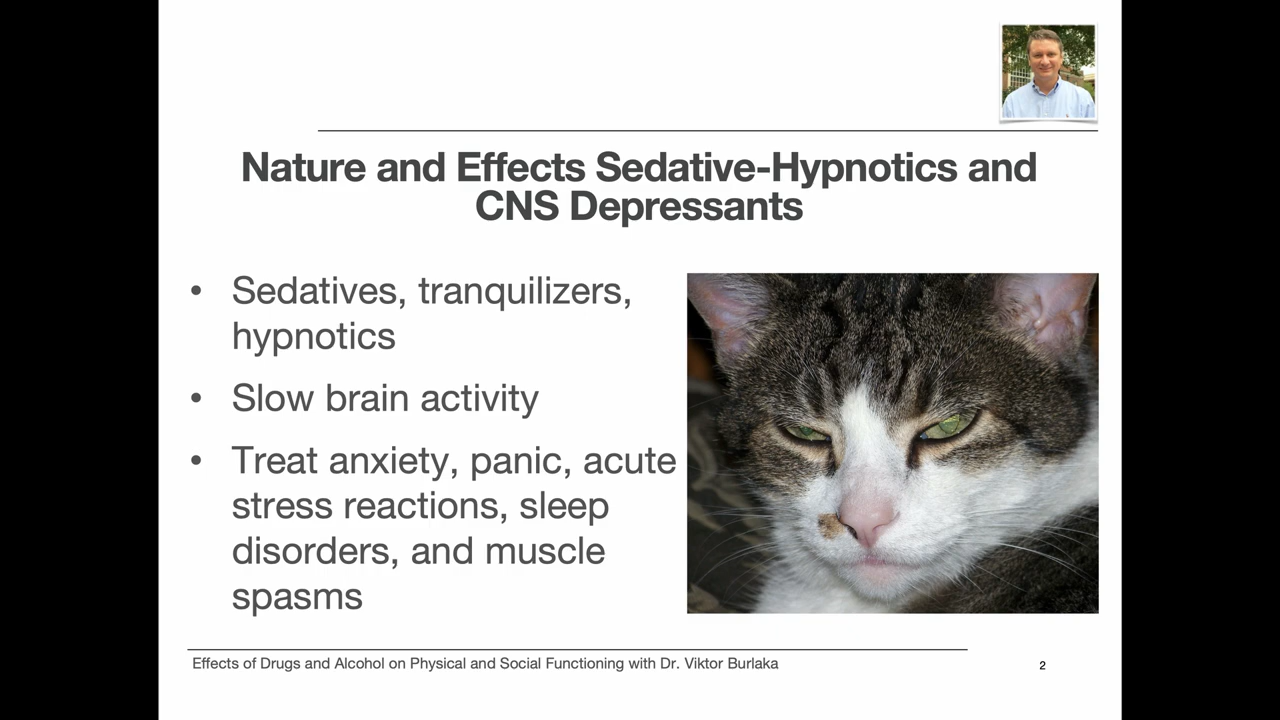 Nature and Effects Sedative-Hypnotics and
CNS Depressants
• Sedatives, tranquilizers,
hypnotics
• Slow brain activity
• Treat anxiety, panic, acute
stress reactions, sleep
disorders, and muscle
spasms
Effects of Drugs and Alcohol on Physical and Social Functioning with Dr. Viktor Burlaka
2